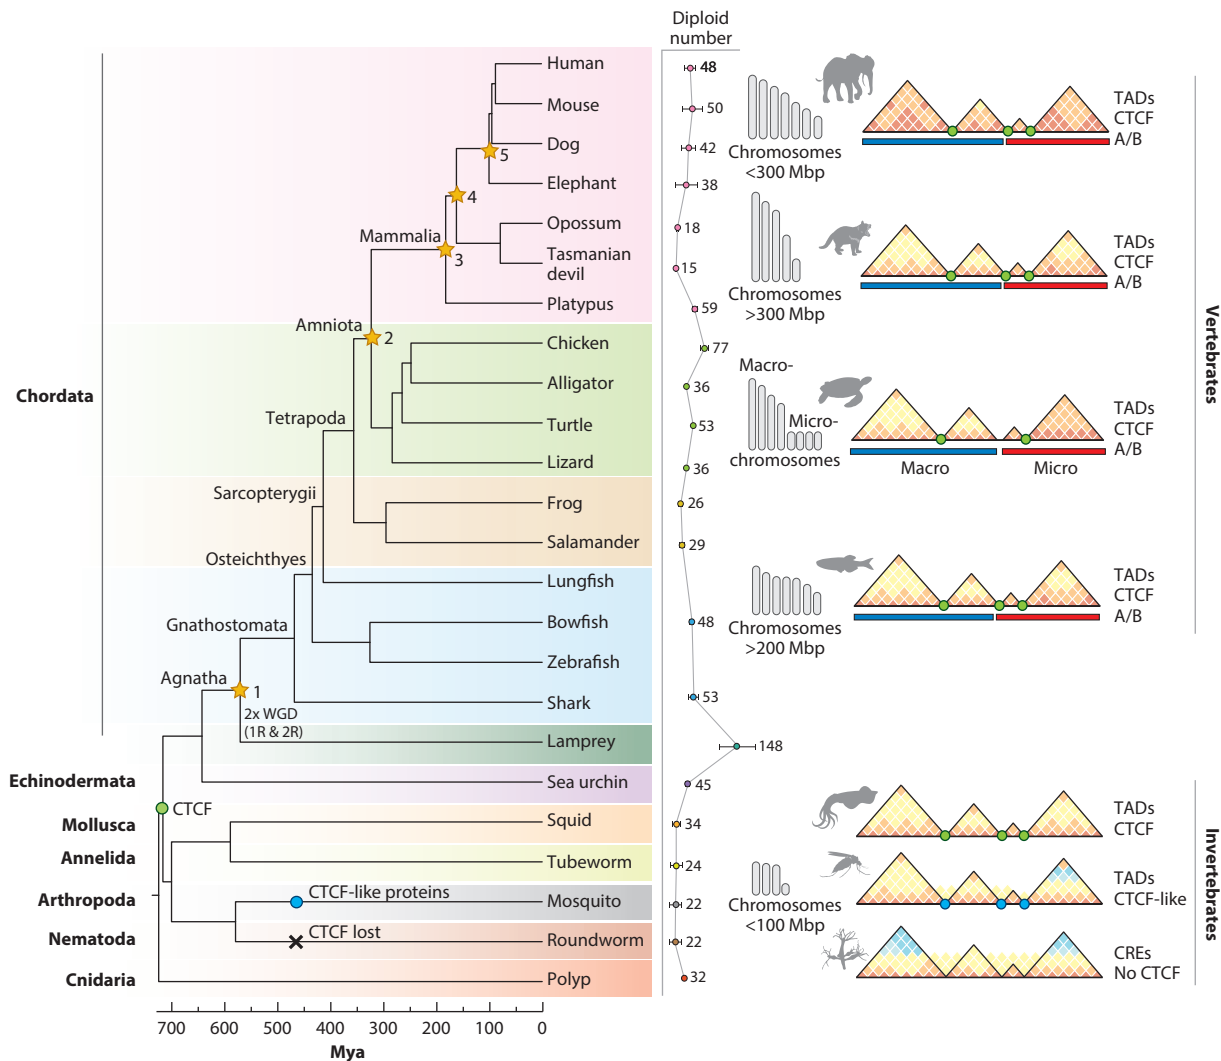 Diploid
number
Human
Mouse
Dog
5
Elephant
4
Opossum
Mammalia
3
Tasmanian
devil
Platypus
Amniota
2
Chicken
Alligator
Chordata
Tetrapoda
Turtle
Lizard
Sarcopterygii
Frog
Salamander
Osteichthyes
Lungfish
Gnathostomata
Bowfish
Zebrafish
Agnatha
1
2x WGD
(1R & 2R)
Shark
Lamprey
Echinodermata
Sea urchin
CTCF
Mollusca
Squid
Annelida
Tubeworm
Arthropoda
CTCF-like proteins
Mosquito
Nematoda
CTCF lost
Roundworm
Cnidaria
Polyp
700 600 500 400 300 200 100 0
Mya
48
50
42
38
18
15
59
77
36
53
36
26
29
48
53
148
45
34
24
22
22
32
Chromosomes
<300 Mbp
TADs
CTCF
A/B
Chromosomes
>300 Mbp
TADs
CTCF
A/B
Macro-
Micro-
chromosomes
Macro
Micro
TADs
CTCF
A/B
Chromosomes
>200 Mbp
TADs
CTCF
A/B
Vertebrates
TADs
CTCF
Chromosomes
<100 Mbp
TADs
CTCF-like
CREs
No CTCF
Invertebrates